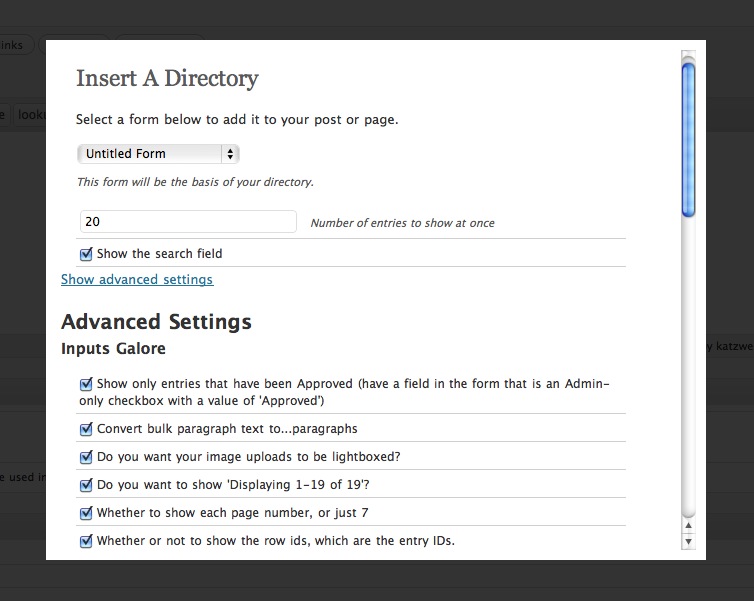 inks
e
look
Insert A Directory
Select a form below to add it to your post or page.
Untitled Form
This form will be the basis of your directory.
20
Number of entries to show at once
Show the search field
Show advanced settings
Advanced Settings
Inputs Galore
Show only entries that have been Approved (have a field in the form that is an Admin-
only checkbox with a value of 'Approved')
Convert bulk paragraph text to...paragraphs
Do you want your image uploads to be lightboxed?
Do you want to show 'Displaying 1-19 of 19'?
Whether to show each page number, or just 7
Whether or not to show the row ids, which are the entry IDs.
y katzwe
e used in